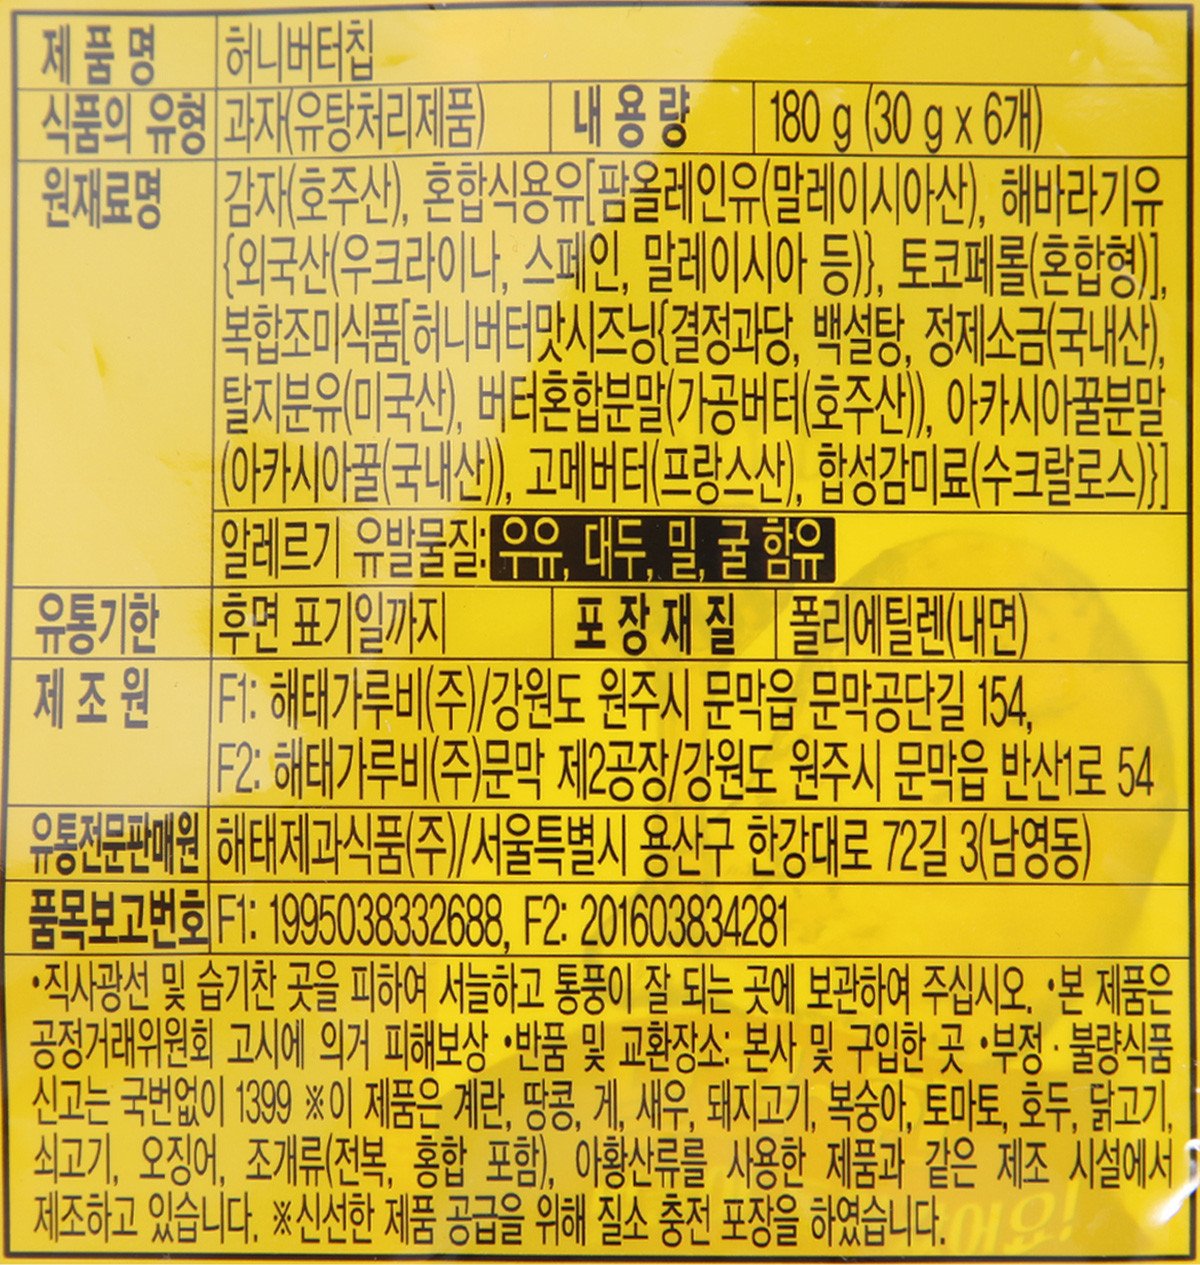 제품명 허니버터칩
식품의 유형 과자(유탕처리제품) 내용량 180 g (30 g x 6개)
원재료명 감자(호주산), 혼합식용유[팜올레인유(말레이시아산), 해바라기유
{외국산(우크라이나, 스페인, 말레이시아 등)}, 토코페롤(혼합형)],
복합조미식품[허니버터맛시즈닝{결정과당, 백설탕, 정제소금(국내산),
탈지분유(미국산), 버터혼합분말(가공버터(호주산)), 아카시아꿀분말
(아카시아꿀(국내산)), 고메버터(프랑스산), 합성감미료(수크랄로스)}]
알레르기 유발물질: 우유, 대두, 밀, 굴 함유
유통기한 후면 표기일까지 포장재질 폴리에틸렌(내면)
제조원 F1: 해태가루비(주)/강원도 원주시 문막읍 문막공단길 154,
F2: 해태가루비(주)문막 제2공장/강원도 원주시 문막읍 반산1로 54
유통전문판매원 해태제과식품(주)/서울특별시 용산구 한강대로 72길 3(남영동)
품목보고번호 F1: 1995038332688, F2: 201603834281
•직사광선 및 습기찬 곳을 피하여 서늘하고 통풍이 잘 되는 곳에 보관하여 주십시오. •본 제품은
공정거래위원회 고시에 의거 피해보상 •반품 및 교환장소: 본사 및 구입한 곳 •부정·불량식품
신고는 국번없이 1399 ※이 제품은 계란, 땅콩, 게, 새우, 돼지고기, 복숭아, 토마토, 호두, 닭고기,
쇠고기, 오징어, 조개류(전복, 홍합 포함), 아황산류를 사용한 제품과 같은 제조 시설에서
제조하고 있습니다. ※신선한 제품 공급을 위해 질소 충전 포장을 하였습니다.